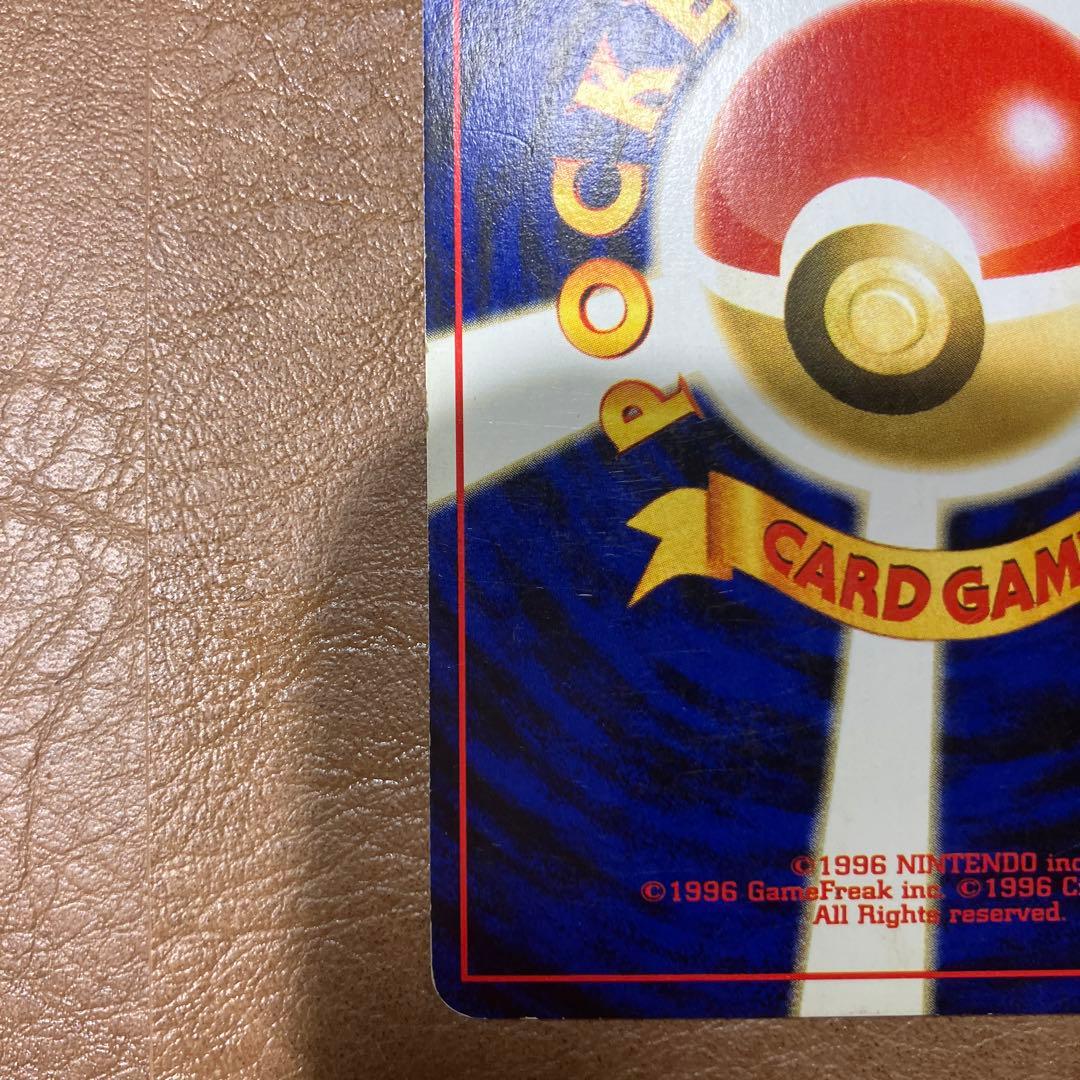 POCKE
CARD GAM
©1996 NINTENDO inc
©1996 GameFreak inc. ©1996 C
All Rights reserved.